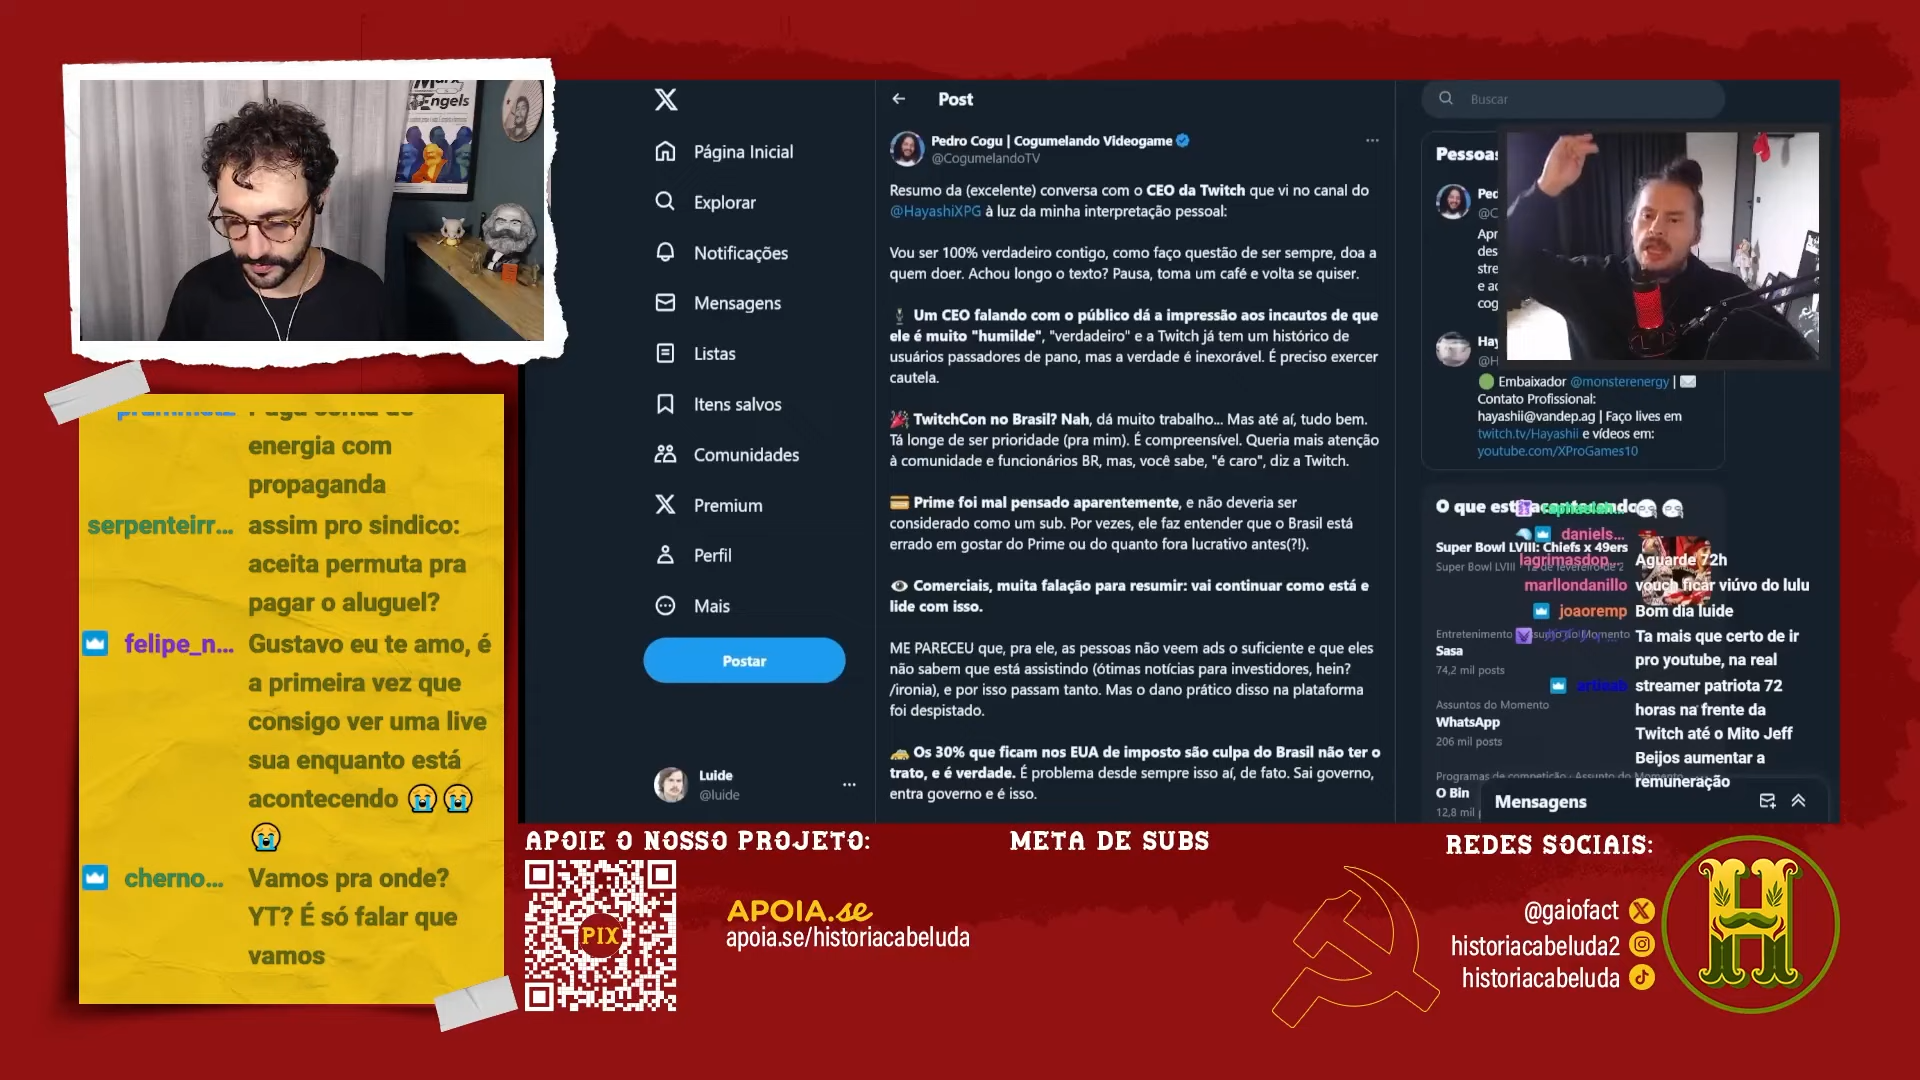 Marx
Engels
energia com
propaganda
serpenteirr... assim pro sindico:
aceita permuta pra
pagar o aluguel?
felipe_n... Gustavo eu te amo, é
a primeira vez que
consigo ver uma live
sua enquanto está
acontecendo 😭😭
😭
cherno... Vamos pra onde?
YT? É só falar que
vamos
Página Inicial
Explorar
Notificações
Mensagens
Listas
Itens salvos
Comunidades
Premium
Perfil
Mais
Postar
Luide
@luide
Post
Pedro Cogu | Cogumelando Videogame
@CogumelandoTV
Resumo da (excelente) conversa com o CEO da Twitch que vi no canal do
@HayashiXPG à luz da minha interpretação pessoal:
Vou ser 100% verdadeiro contigo, como faço questão de ser sempre, doa a
quem doer. Achou longo o texto? Pausa, toma um café e volta se quiser.
Um CEO falando com o público dá a impressão aos incautos de que
ele é muito "humilde", "verdadeiro" e a Twitch já tem um histórico de
usuários passadores de pano, mas a verdade é inexorável. É preciso exercer
cautela.
🎉 TwitchCon no Brasil? Nah, dá muito trabalho... Mas até aí, tudo bem.
Tá longe de ser prioridade (pra mim). É compreensível. Queria mais atenção
à comunidade e funcionários BR, mas, você sabe, "é caro", diz a Twitch.
💳 Prime foi mal pensado aparentemente, e não deveria ser
considerado como um sub. Por vezes, ele faz entender que o Brasil está
errado em gostar do Prime ou do quanto fora lucrativo antes(?!).
👁 Comerciais, muita falação para resumir: vai continuar como está e
lide com isso.
ME PARECEU que, pra ele, as pessoas não veem ads o suficiente e que eles
não sabem que está assistindo (ótimas notícias para investidores, hein?
/ironia), e por isso passam tanto. Mas o dano prático disso na plataforma
foi despistado.
Os 30% que ficam nos EUA de imposto são culpa do Brasil não ter o
trato, e é verdade. É problema desde sempre isso aí, de fato. Sai governo,
entra governo e é isso.
Buscar
Pessoas
Ped
@C
Apr
des
stre
e ac
cog
Hay
@H
Embaixador @monsterenergy | ✉
Contato Profissional:
hayashii@vandep.ag | Faço lives em
twitch.tv/Hayashii e vídeos em:
youtube.com/XProGames10
O que está acontecendo
Super Bowl LVIII: Chiefs x 49ers
Super Bowl LVIII
Entretenimento
Sasa
74,2 mil posts
Assuntos do Momento
WhatsApp
206 mil posts
Programas de competição · Assunto do Momento
O Bin
12,8 mil
daniels...
lagrimasdop... Aguarde 72h
marllondanillo vouch ficar viúvo do lulu
joaoremp Bom dia luide
Ta mais que certo de ir
pro youtube, na real
streamer patriota 72
horas na frente da
Twitch até o Mito Jeff
Beijos aumentar a
remuneração
Mensagens
APOIE O NOSSO PROJETO:
PIX
APOIA.se
apoia.se/historiacabeluda
META DE SUBS
REDES SOCIAIS:
@gaiofact
historiacabeluda2
historiacabeluda
H